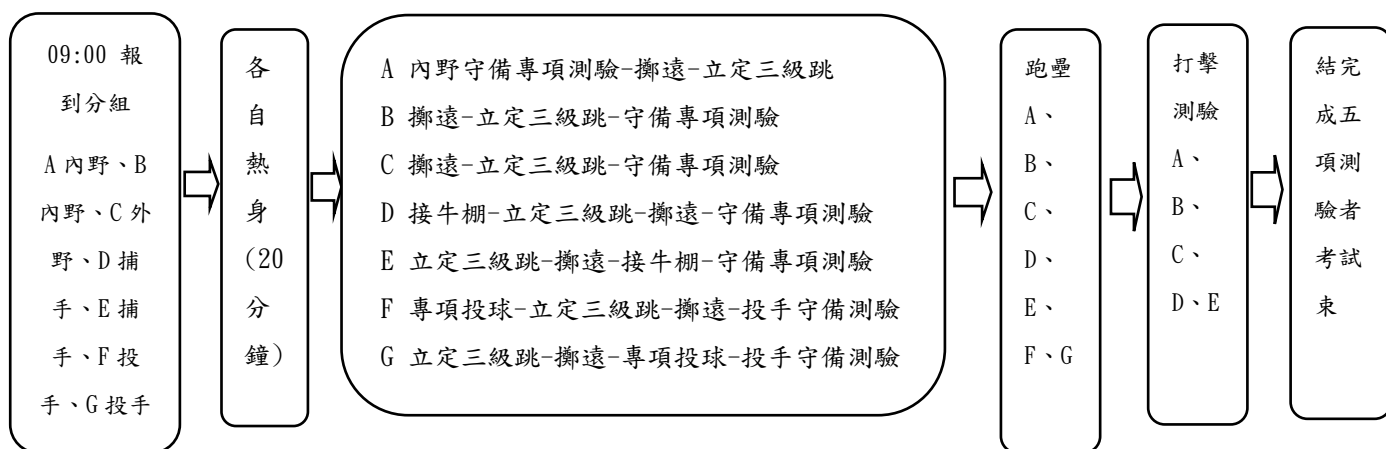 09:00 報
到分組
A 內野、B
內野、C 外
野、D 捕
手、E 捕
手、F 投
手、G 投手
各
自
熱
身
(20
分
鐘)
A 內野守備專項測驗-擲遠-立定三級跳
B 擲遠-立定三級跳-守備專項測驗
C 擲遠-立定三級跳-守備專項測驗
D 接牛棚-立定三級跳-擲遠-守備專項測驗
E 立定三級跳-擲遠-接牛棚-守備專項測驗
F 專項投球-立定三級跳-擲遠-投手守備測驗
G 立定三級跳-擲遠-專項投球-投手守備測驗
跑壘
A、
B、
C、
D、
E、
F、G
打擊
測驗
A、
B、
C、
D、E
結完
成五
項測
驗者
考試
束